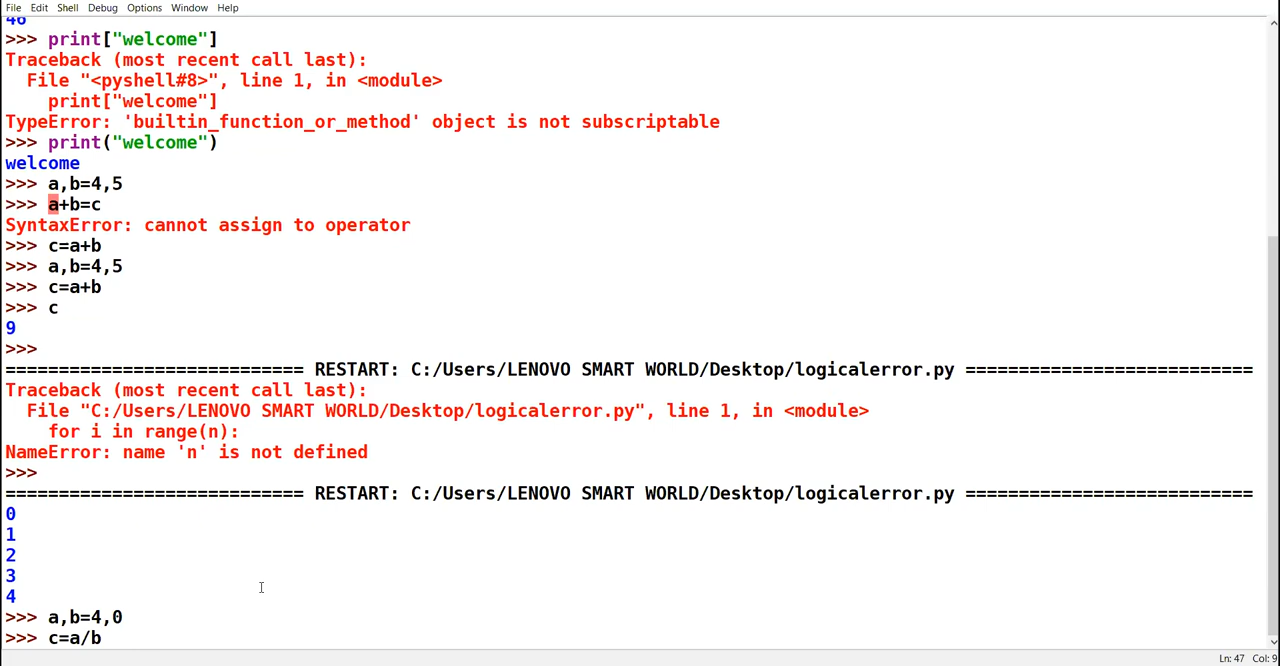 File Edit Shell Debug Options Window Help
46
>>> print["welcome"]
Traceback (most recent call last):
  File "<pyshell#8>", line 1, in <module>
    print["welcome"]
TypeError: 'builtin_function_or_method' object is not subscriptable
>>> print("welcome")
welcome
>>> a,b=4,5
>>> a+b=c
SyntaxError: cannot assign to operator
>>> c=a+b
>>> a,b=4,5
>>> c=a+b
>>> c
9
>>>
============================ RESTART: C:/Users/LENOVO SMART WORLD/Desktop/logicalerror.py ===========================
Traceback (most recent call last):
  File "C:/Users/LENOVO SMART WORLD/Desktop/logicalerror.py", line 1, in <module>
    for i in range(n):
NameError: name 'n' is not defined
>>>
============================ RESTART: C:/Users/LENOVO SMART WORLD/Desktop/logicalerror.py ===========================
0
1
2
3
4
>>> a,b=4,0
>>> c=a/b
Ln: 47 Col: 9